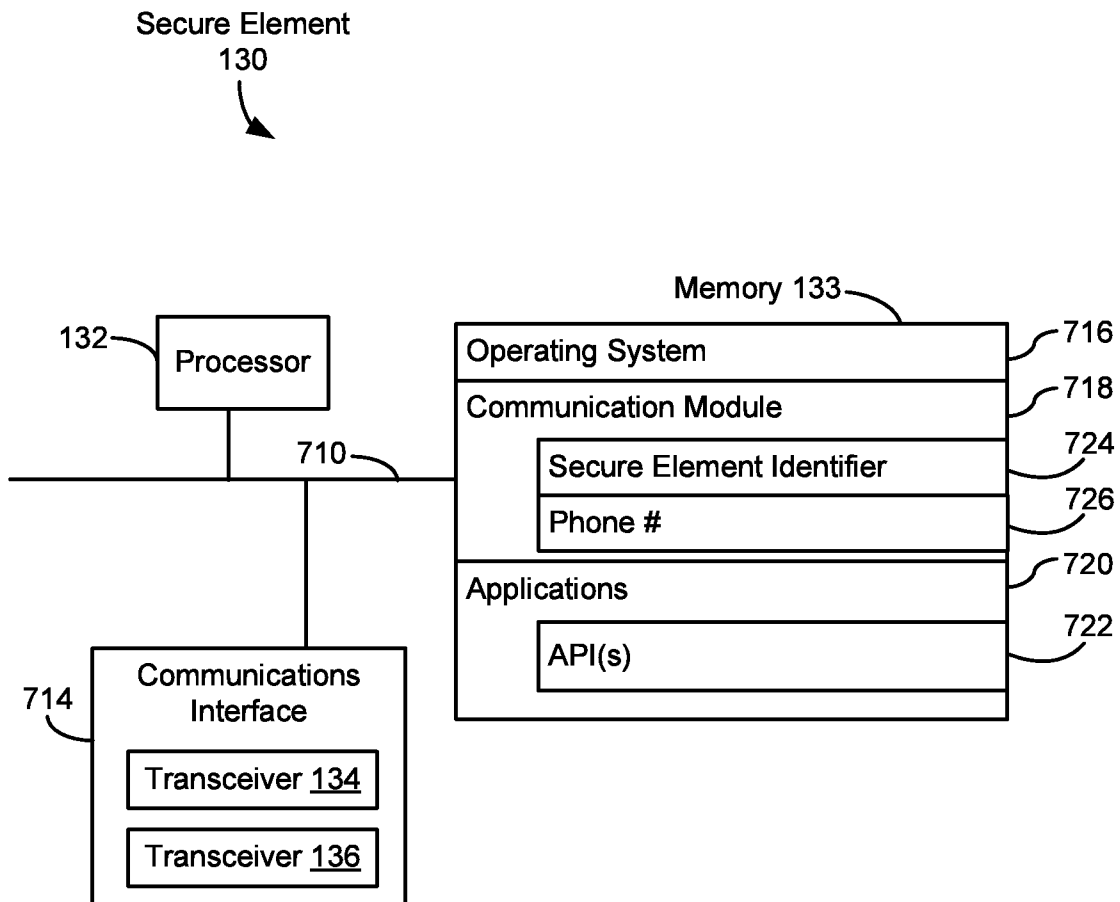 Secure Element
130
Memory 133
132
Processor
Operating System
716
Communication Module
718
710
Secure Element Identifier
724
Phone #
726
Applications
720
API(s)
722
714
Communications
Interface
Transceiver 134
Transceiver 136